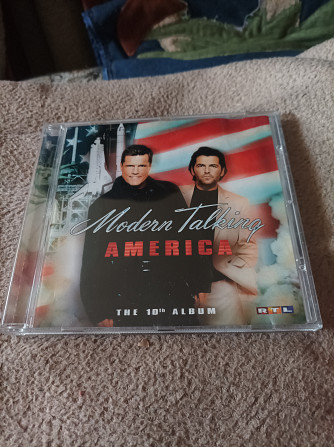 Modern Talking
AMERICA
THE 10TH ALBUM
RTL